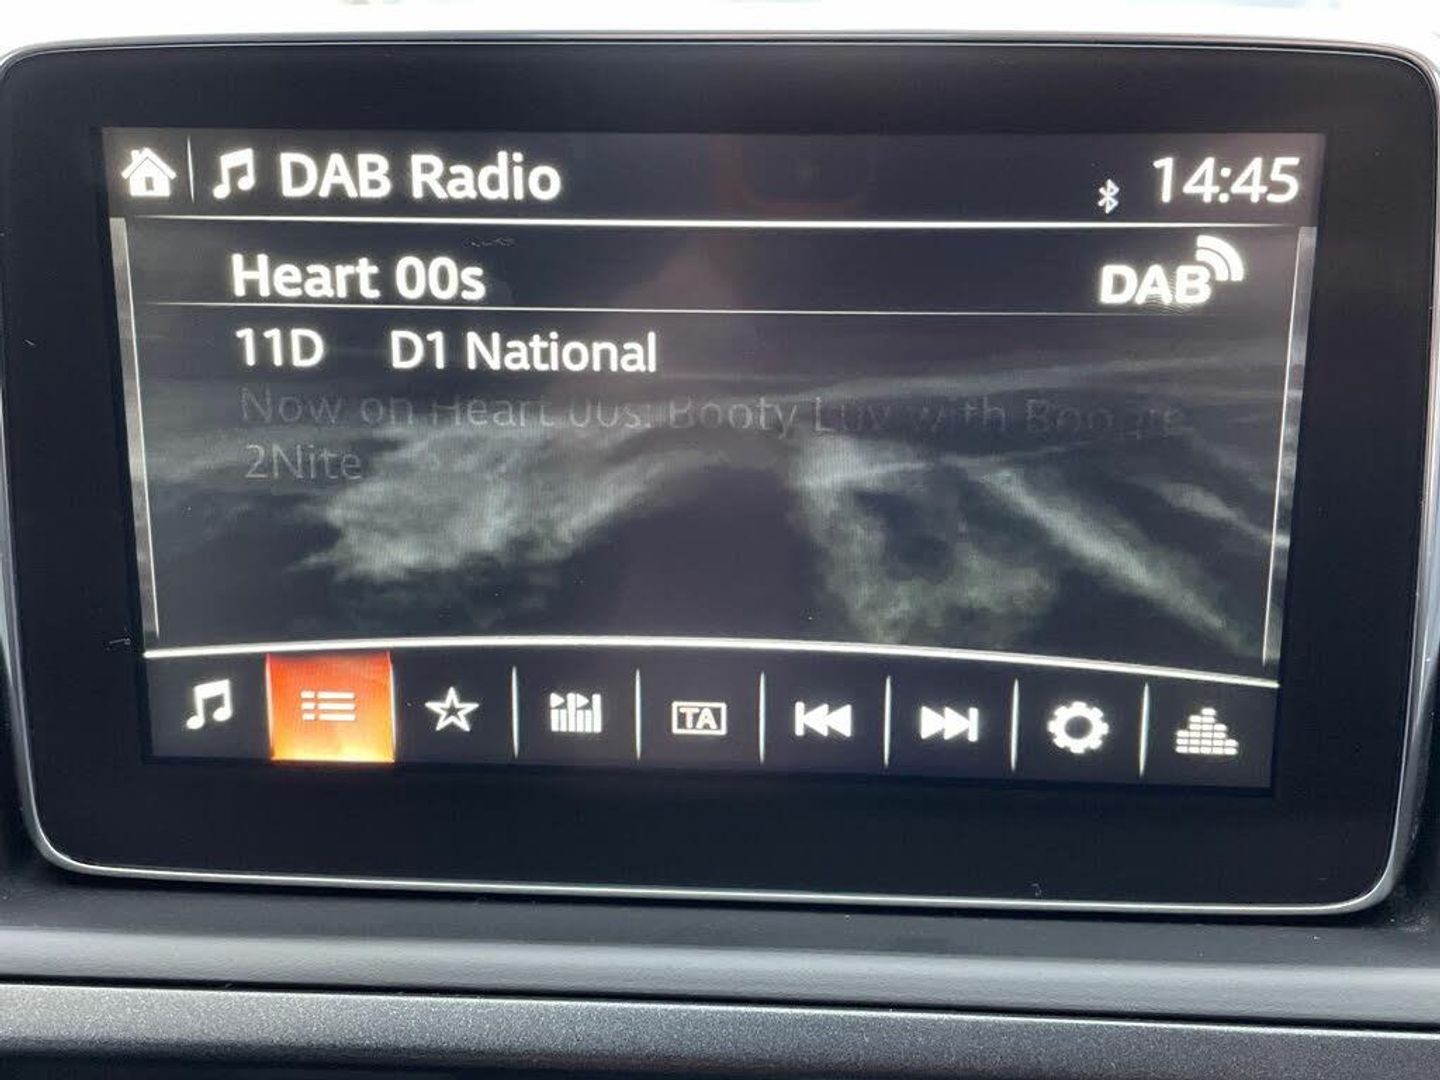 DAB Radio 14:45
Heart 00s DAB
11D D1 National
Now on Heart 00s: Booty Luv with Boogie
2Nite
TA